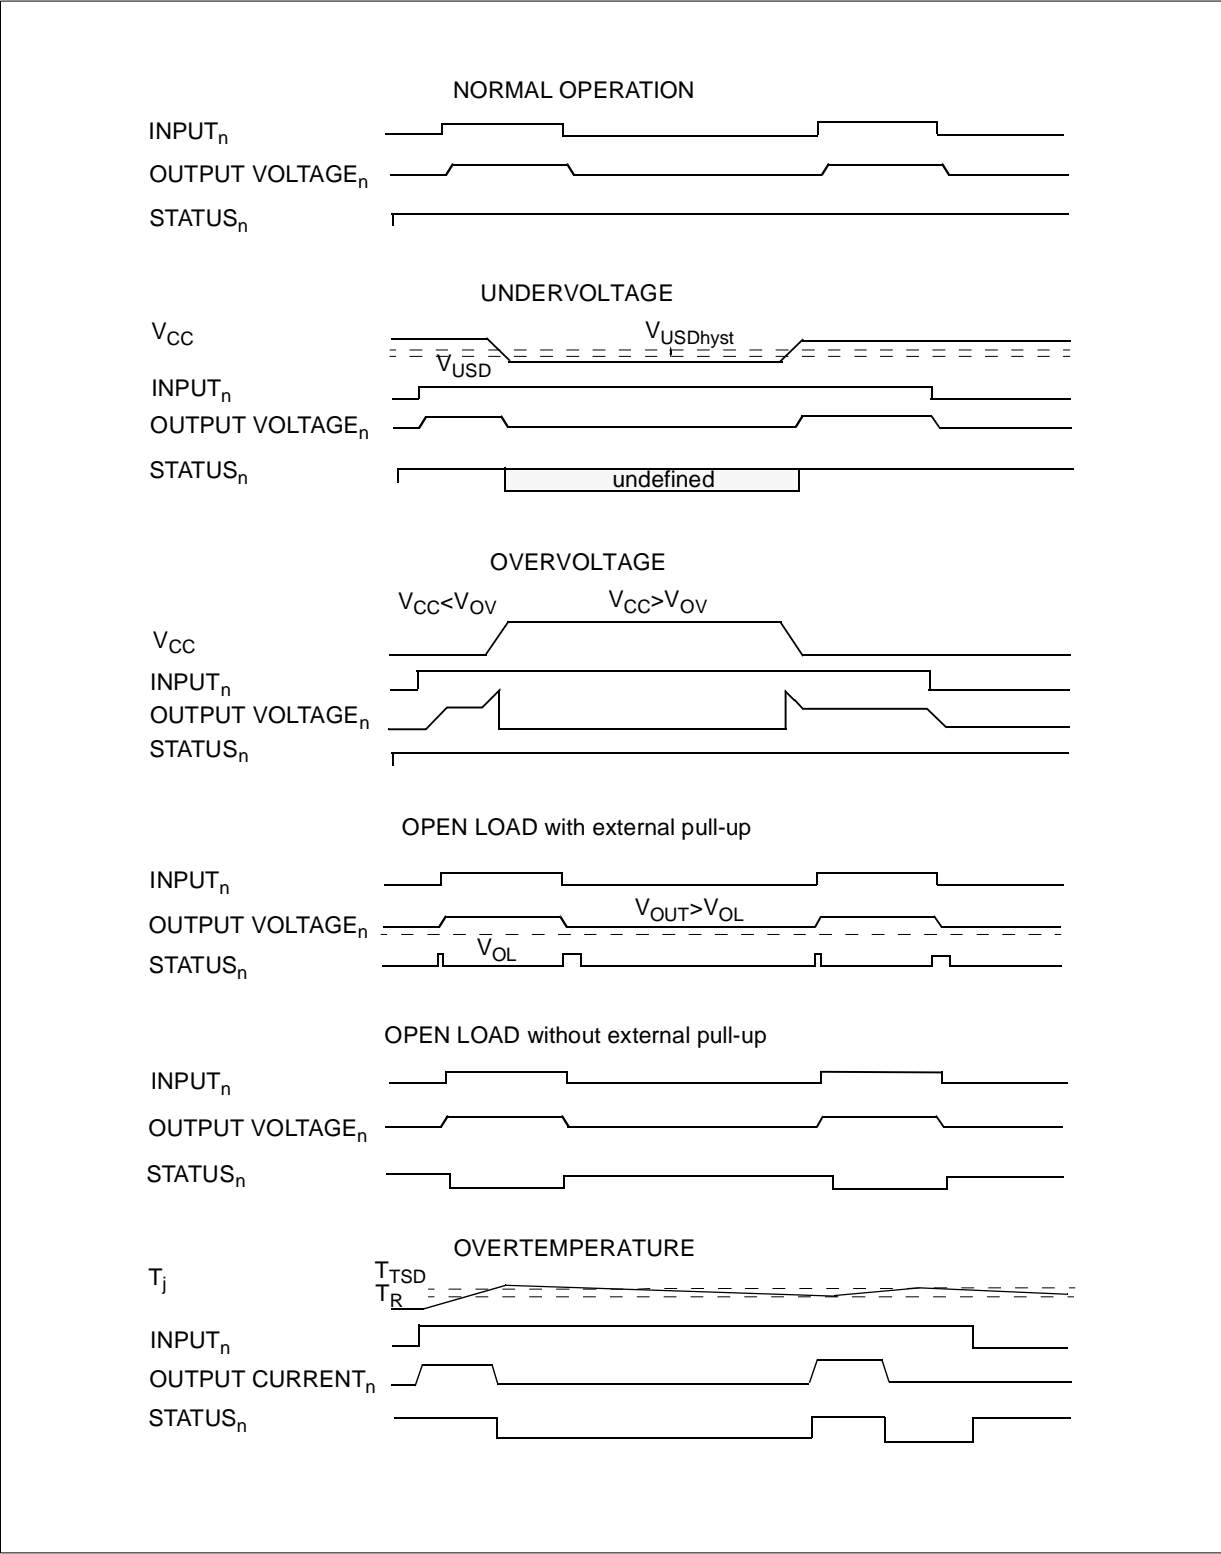 NORMAL OPERATION
INPUTn
OUTPUT VOLTAGEn
STATUSn
UNDERVOLTAGE
VCC
VUSDhyst
VUSD
INPUTn
OUTPUT VOLTAGEn
STATUSn
undefined
OVERVOLTAGE
VCC<VOV
VCC>VOV
VCC
INPUTn
OUTPUT VOLTAGEn
STATUSn
OPEN LOAD with external pull-up
INPUTn
VOUT>VOL
OUTPUT VOLTAGEn
VOL
STATUSn
OPEN LOAD without external pull-up
INPUTn
OUTPUT VOLTAGEn
STATUSn
OVERTEMPERATURE
Tj
TTSD
TR
INPUTn
OUTPUT CURRENTn
STATUSn